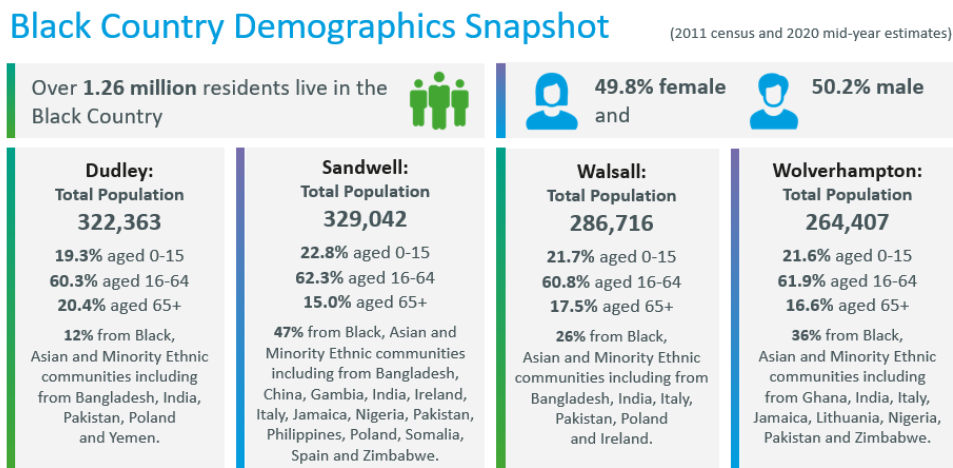 Black Country Demographics Snapshot
(2011 census and 2020 mid-year estimates)
Over 1.26 million residents live in the
Black Country
49.8% female
and
50.2% male
Dudley:
Total Population
322,363
19.3% aged 0-15
60.3% aged 16-64
20.4% aged 65+
12% from Black,
Asian and Minority Ethnic
communities including
from Bangladesh, India,
Pakistan, Poland
and Yemen.
Sandwell:
Total Population
329,042
22.8% aged 0-15
62.3% aged 16-64
15.0% aged 65+
47% from Black, Asian and
Minority Ethnic communities
including from Bangladesh,
China, Gambia, India, Ireland,
Italy, Jamaica, Nigeria, Pakistan,
Philippines, Poland, Somalia,
Spain and Zimbabwe.
Walsall:
Total Population
286,716
21.7% aged 0-15
60.8% aged 16-64
17.5% aged 65+
26% from Black,
Asian and Minority Ethnic
communities including from
Bangladesh, India, Italy,
Pakistan, Poland
and Ireland.
Wolverhampton:
Total Population
264,407
21.6% aged 0-15
61.9% aged 16-64
16.6% aged 65+
36% from Black,
Asian and Minority Ethnic
communities including
from Ghana, India, Italy,
Jamaica, Lithuania, Nigeria,
Pakistan and Zimbabwe.